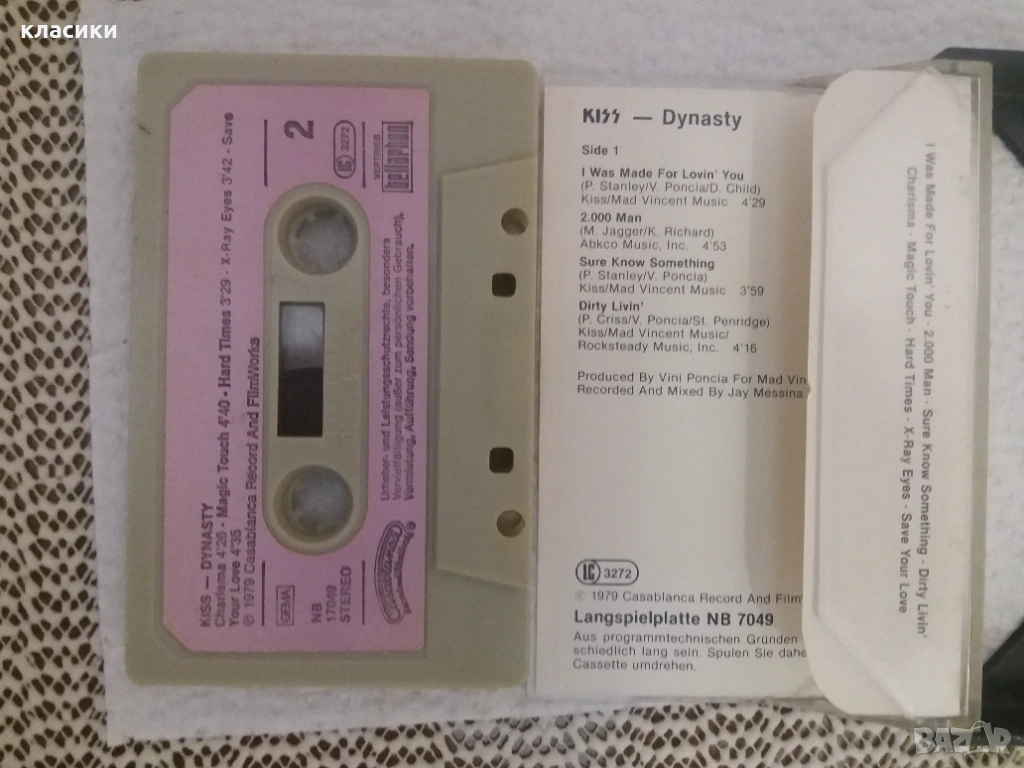 класики
KISS — DYNASTY
Charisma 4'26 · Magic Touch 4'40 · Hard Times 3'29 · X-Ray Eyes 3'42 · Save
Your Love 4'35
℗ 1979 Casablanca Record And FilmWorks
2
LC 3272
VERTRIEB
bellaphon
GEMA
NB
17049
STEREO
Urheber- und Leistungsschutzrechte, besonders
Vervielfältigung (außer zum persönlichen Gebrauch),
Vermietung, Aufführung, Sendung vorbehalten.
KISS — Dynasty
Side 1
I Was Made For Lovin' You
(P. Stanley/V. Poncia/D. Child)
Kiss/Mad Vincent Music 4'29
2.000 Man
(M. Jagger/K. Richard)
Abkco Music, Inc. 4'53
Sure Know Something
(P. Stanley/V. Poncia)
Kiss/Mad Vincent Music 3'59
Dirty Livin'
(P. Criss/V. Poncia/St. Penridge)
Kiss/Mad Vincent Music/
Rocksteady Music, Inc. 4'16
Produced By Vini Poncia For Mad Vin
Recorded And Mixed By Jay Messina
LC 3272
℗ 1979 Casablanca Record And Film
Langspielplatte NB 7049
Aus programmtechnischen Gründen
schiedlich lang sein. Spulen Sie dahe
Cassette umdrehen.
I Was Made For Lovin' You · 2.000 Man · Sure Know Something · Dirty Livin'
Charisma · Magic Touch · Hard Times · X-Ray Eyes · Save Your Love
BAZAR